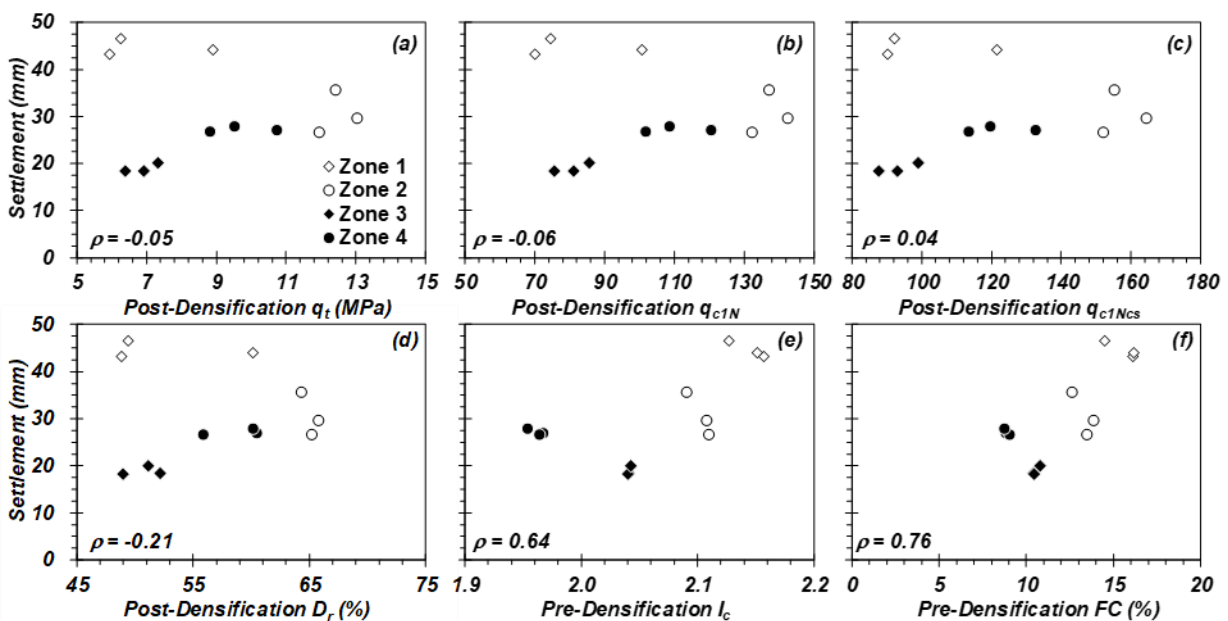 50
40
30
20
10
0
Settlement (mm)
(a)
Zone 1
Zone 2
Zone 3
Zone 4
ρ = -0.05
5 7 9 11 13 15
Post-Densification q_t (MPa)
(b)
ρ = -0.06
50 70 90 110 130 150
Post-Densification q_c1N
(c)
ρ = 0.04
80 100 120 140 160 180
Post-Densification q_c1Ncs
50
40
30
20
10
0
Settlement (mm)
(d)
ρ = -0.21
45 55 65 75
Post-Densification D_r (%)
(e)
ρ = 0.64
1.9 2.0 2.1 2.2
Pre-Densification I_c
(f)
ρ = 0.76
0 5 10 15 20
Pre-Densification FC (%)